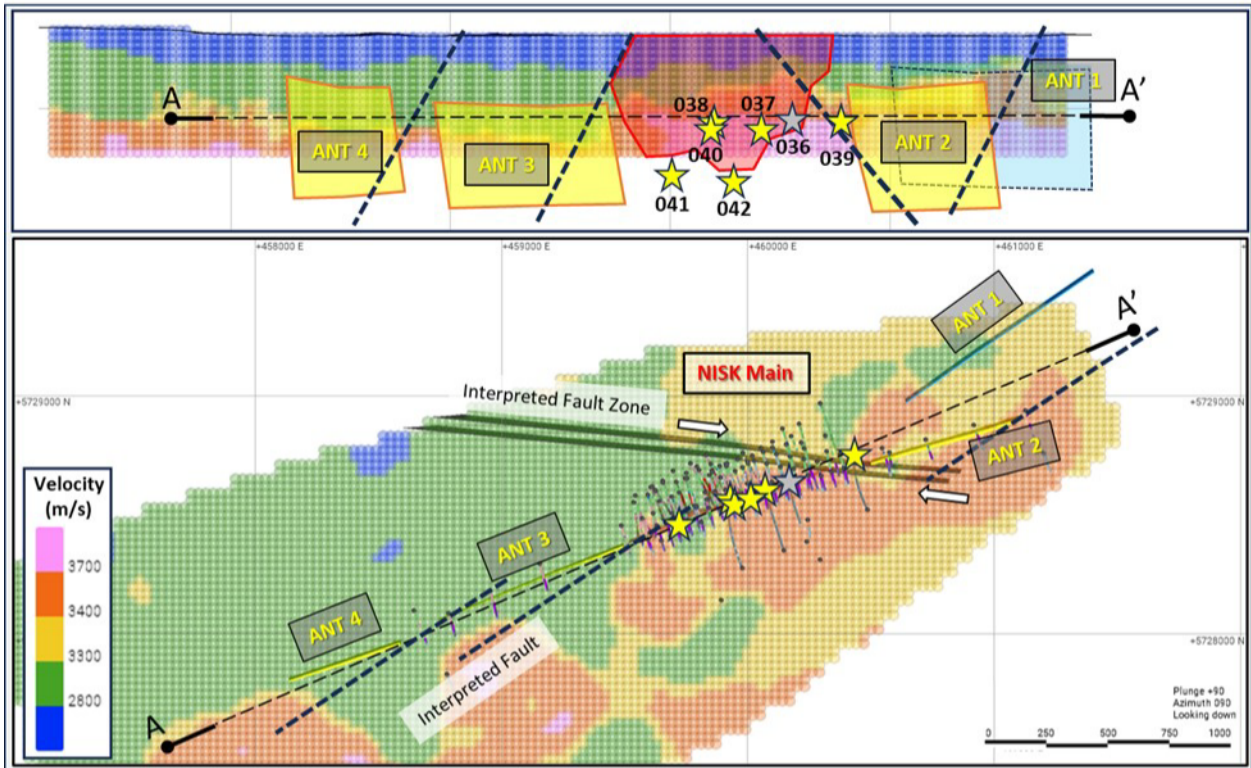 ANT 1
A
A'
038
037
ANT 4
ANT 3
040
036
039
ANT 2
041
042
+458000 E
+459000 E
+460000 E
+461000 E
ANT 1
A'
NISK Main
+5729000 N
Interpreted Fault Zone
ANT 2
Velocity
(m/s)
3700
3400
3300
2800
ANT 3
ANT 4
+5728000 N
Interpreted Fault
A
Plunge +90
Azimuth 090
Looking down
0 250 500 750 1000